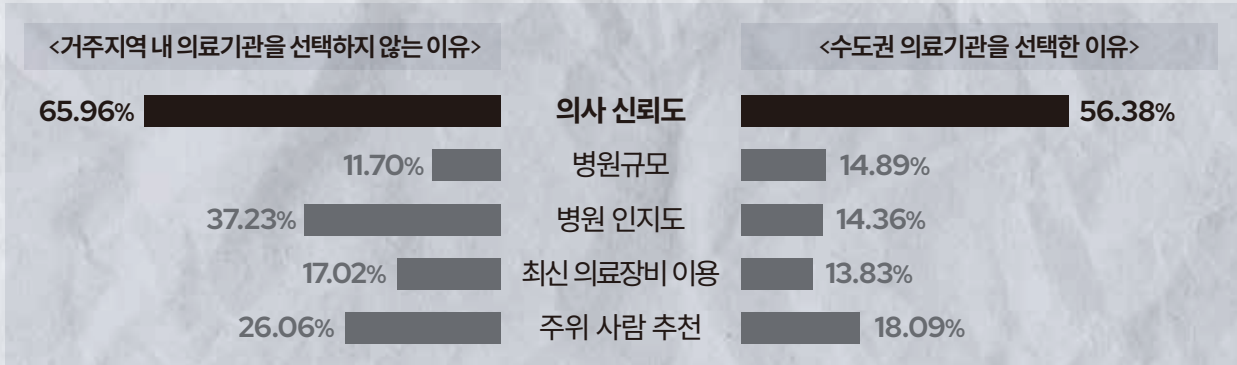 <거주지역 내 의료기관을 선택하지 않는 이유> <수도권 의료기관을 선택한 이유>
65.96% 의사 신뢰도 56.38%
11.70% 병원규모 14.89%
37.23% 병원 인지도 14.36%
17.02% 최신 의료장비 이용 13.83%
26.06% 주위 사람 추천 18.09%